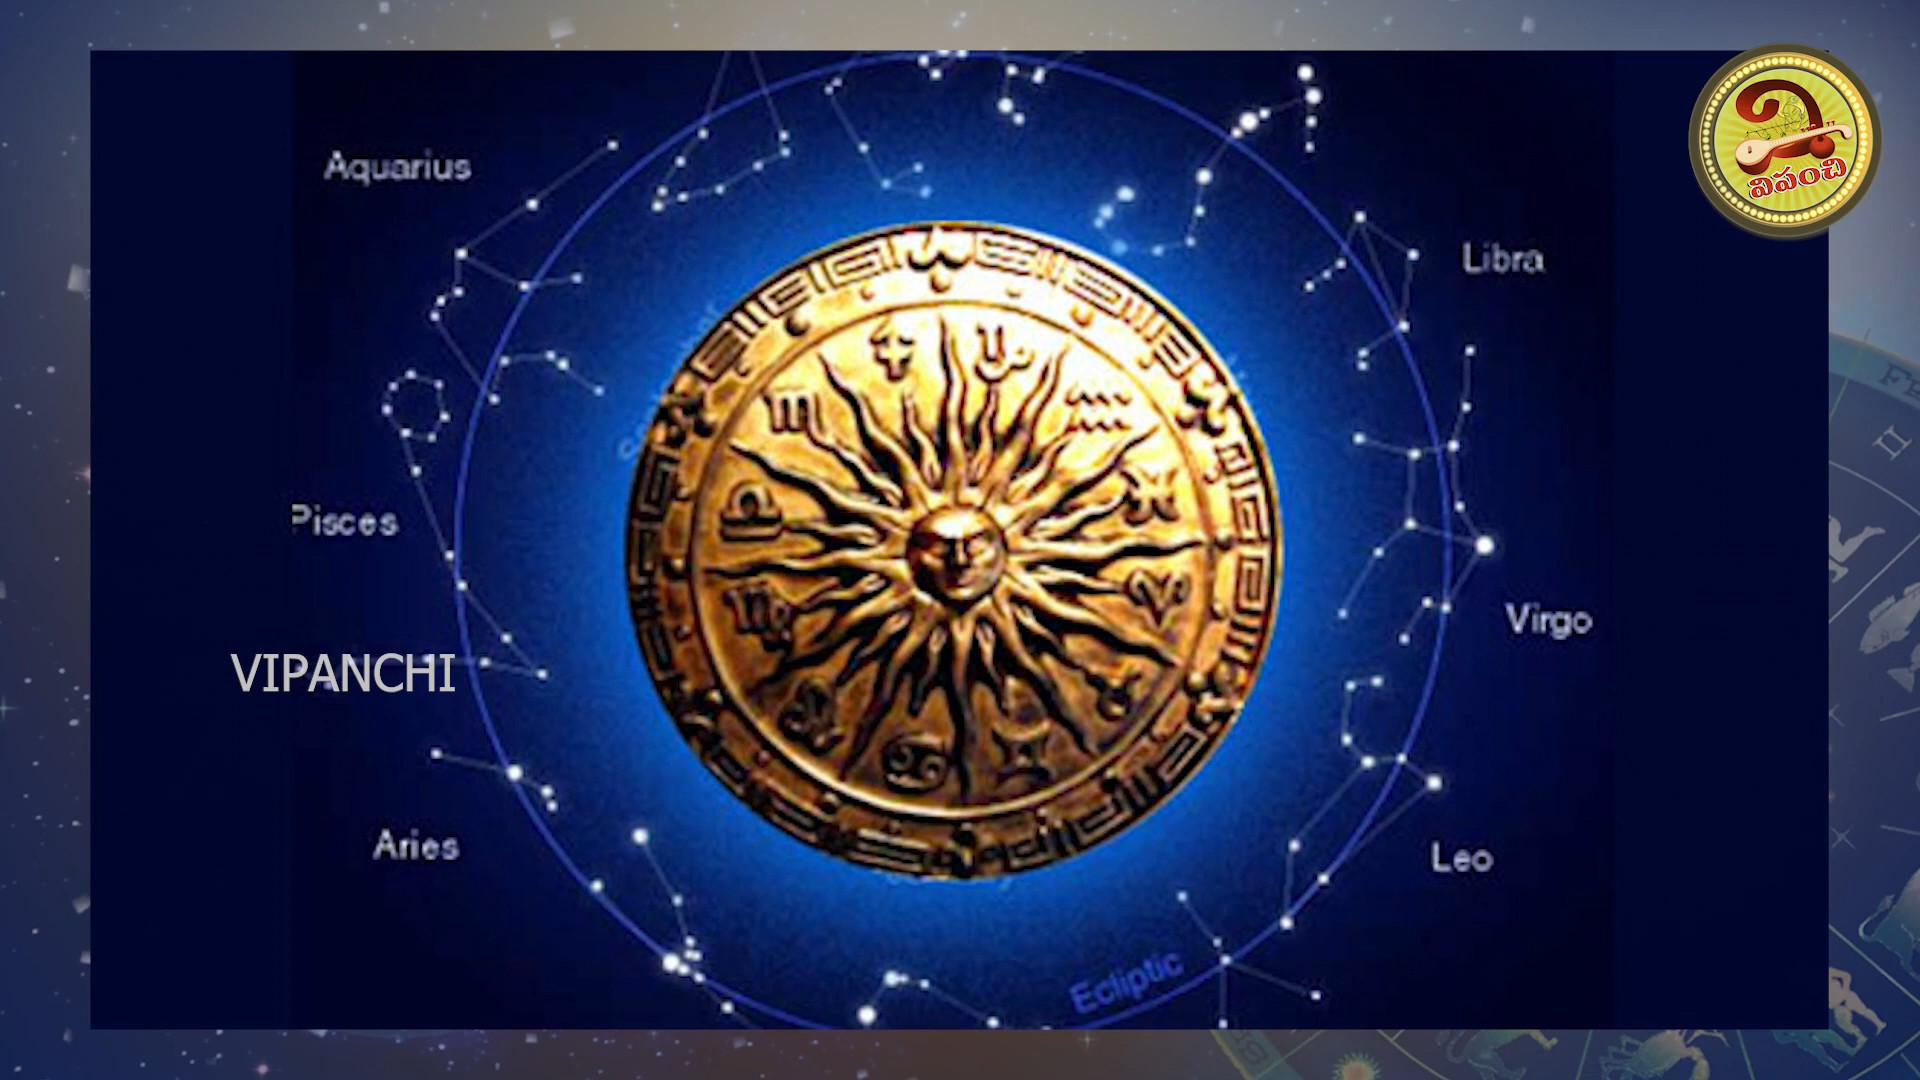 విపంచి
Aquarius
Libra
Pisces
Virgo
VIPANCHI
Aries
Leo
Ecliptic